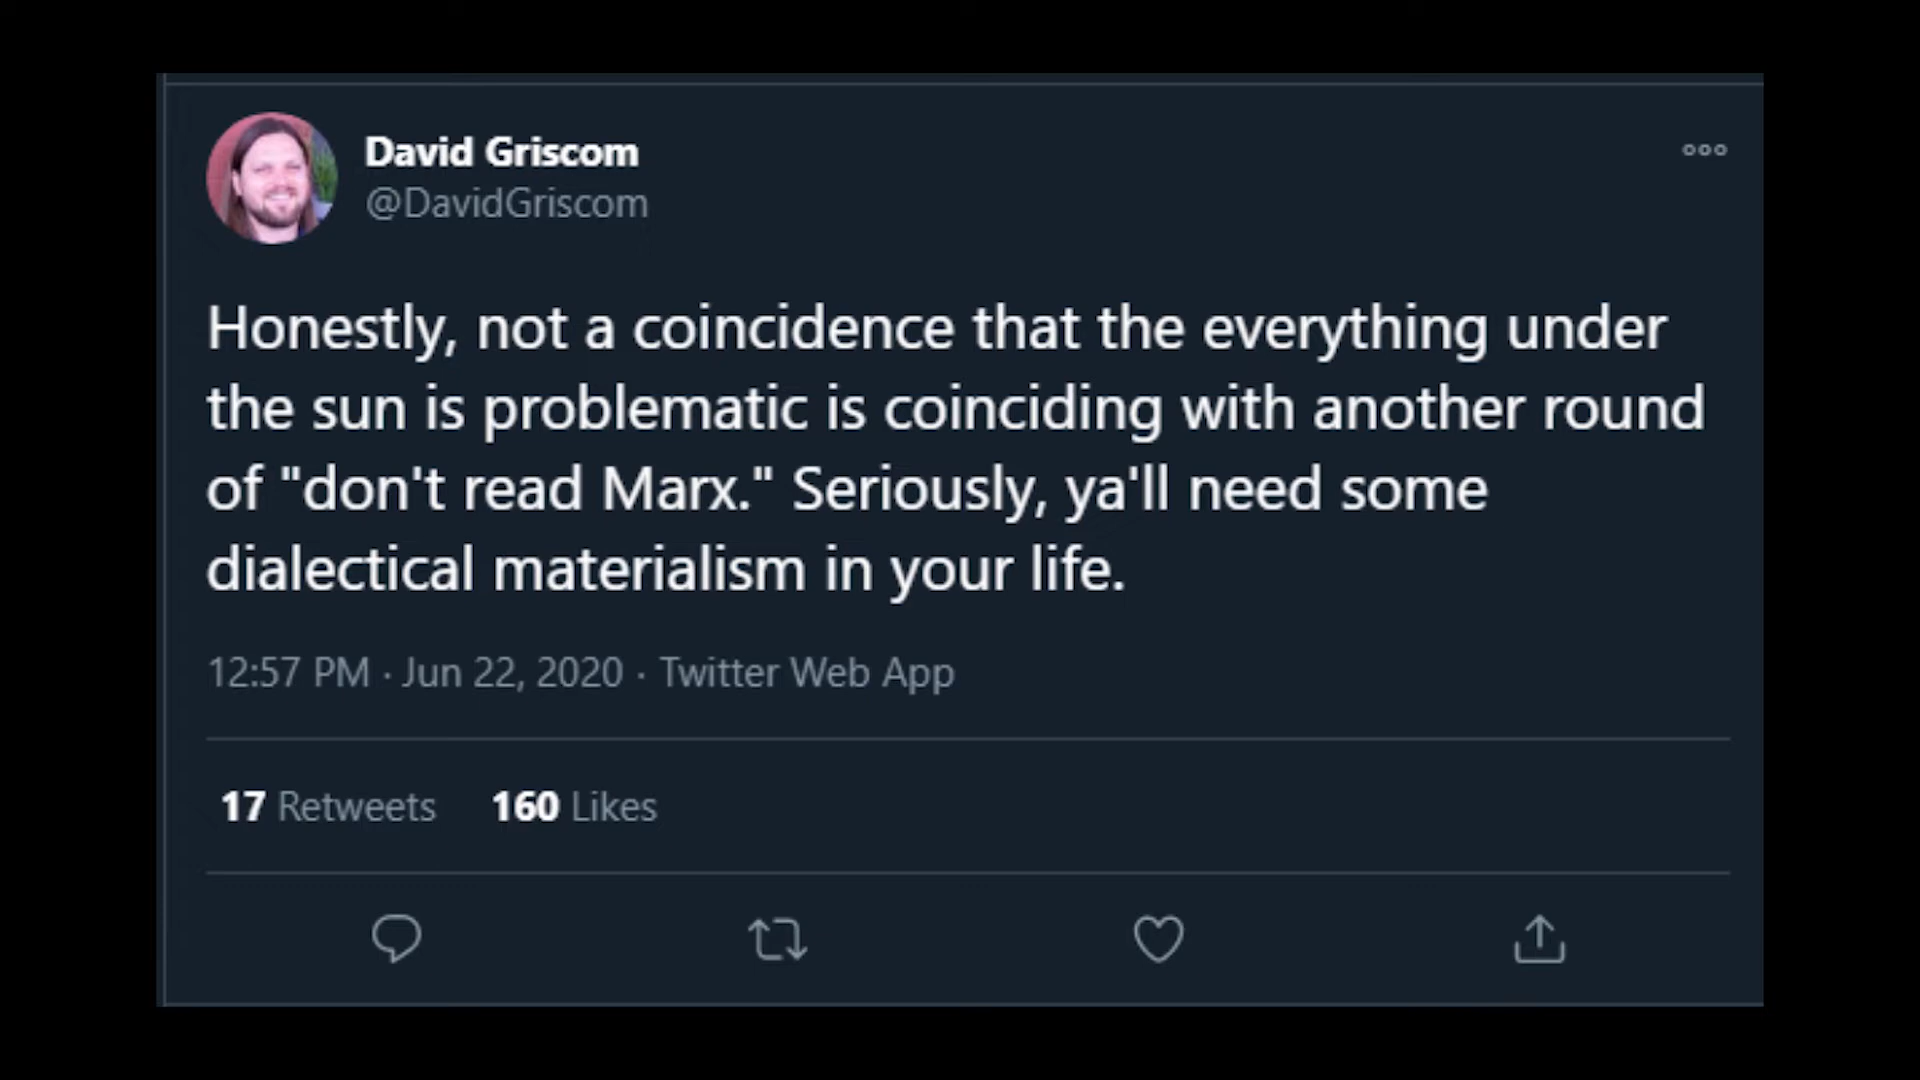 David Griscom
@DavidGriscom
Honestly, not a coincidence that the everything under
the sun is problematic is coinciding with another round
of "don't read Marx." Seriously, ya'll need some
dialectical materialism in your life.
12:57 PM · Jun 22, 2020 · Twitter Web App
17 Retweets 160 Likes